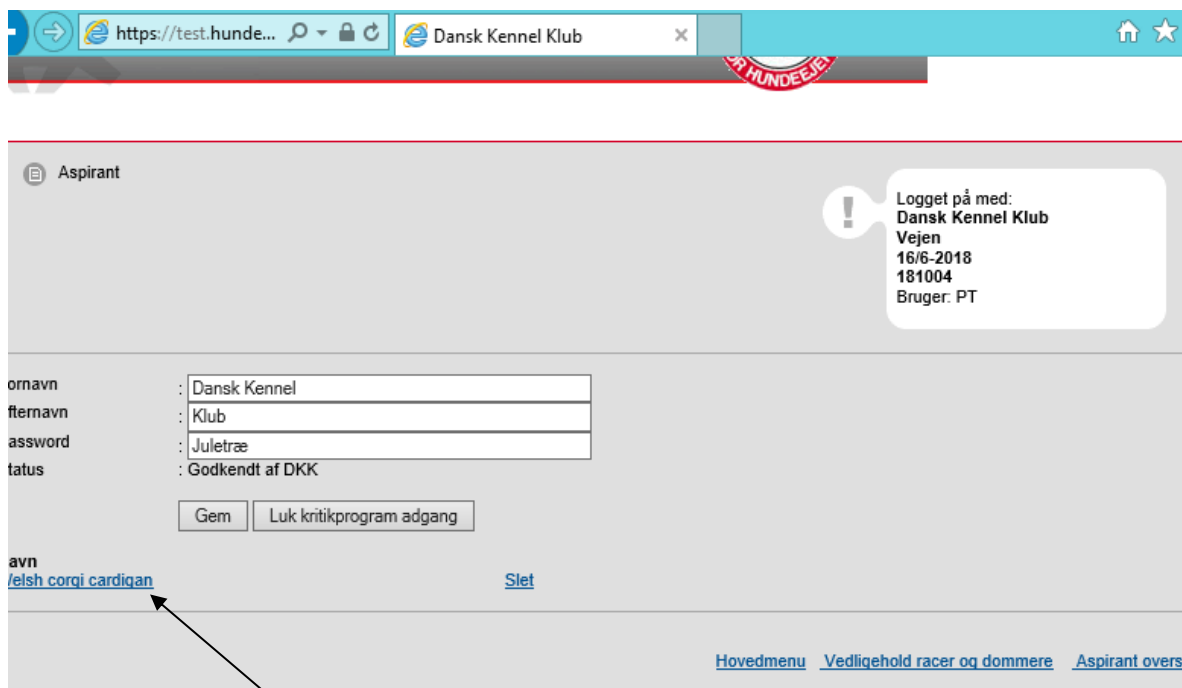 https://test.hunde... Dansk Kennel Klub
OR HUNDEEJER
Aspirant
Logget på med:
Dansk Kennel Klub
Vejen
16/6-2018
181004
Bruger: PT
ornavn : Dansk Kennel
fternavn : Klub
assword : Juletræ
tatus : Godkendt af DKK
Gem Luk kritikprogram adgang
avn
Velsh corgi cardigan Slet
Hovedmenu Vedligehold racer og dommere Aspirant overs